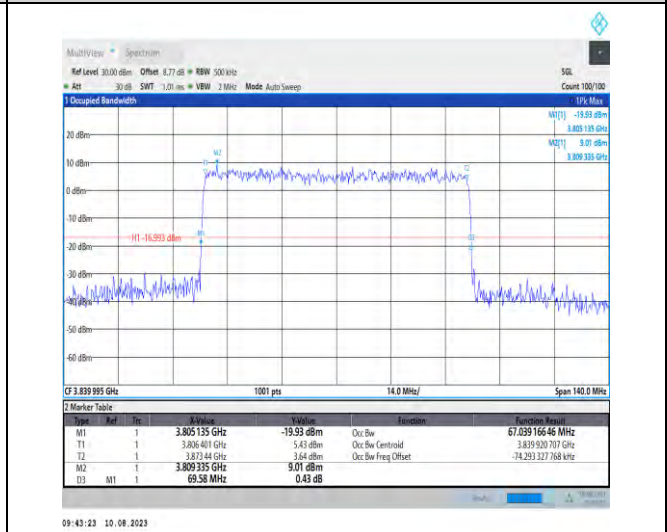 MultiView Spectrum
Ref Level 30.00 dBm Offset 8.77 dB RBW 500 kHz SGL
Att 30 dB SWT 1.01 ms VBW 2 MHz Mode Auto Sweep Count 100/100
1 Occupied Bandwidth 1Pk Max
M1[1] -19.93 dBm
3.805 135 GHz
M2[1] 9.01 dBm
3.809 335 GHz
20 dBm
M2
T1
T2
10 dBm
0 dBm
-10 dBm
H1 -16.993 dBm
M1
D3
-20 dBm
-30 dBm
-40 dBm
-50 dBm
-60 dBm
CF 3.839 995 GHz 1001 pts 14.0 MHz/ Span 140.0 MHz
2 Marker Table
Type Ref Trc X-Value Y-Value Function Function Result
M1 1 3.805 135 GHz -19.93 dBm Occ Bw 67.039 166 46 MHz
T1 1 3.806 401 GHz 5.43 dBm Occ Bw Centroid 3.839 920 707 GHz
T2 1 3.873 44 GHz 3.64 dBm Occ Bw Freq Offset -74.293 327 768 kHz
M2 1 3.809 335 GHz 9.01 dBm
D3 M1 1 69.58 MHz 0.43 dB
09:43:23 10.08.2023